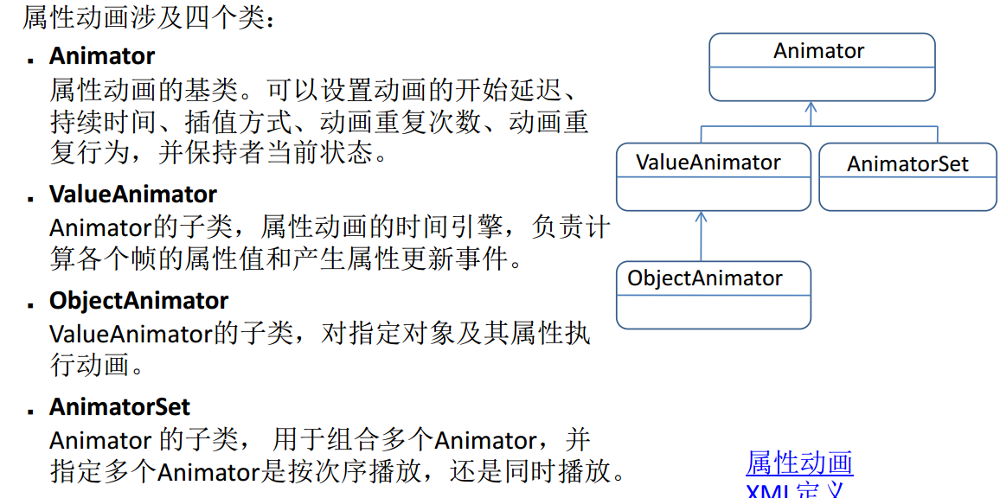 属性动画涉及四个类：
▪ Animator
属性动画的基类。可以设置动画的开始延迟、
持续时间、插值方式、动画重复次数、动画重
复行为，并保持者当前状态。
▪ ValueAnimator
Animator的子类，属性动画的时间引擎，负责计
算各个帧的属性值和产生属性更新事件。
▪ ObjectAnimator
ValueAnimator的子类，对指定对象及其属性执
行动画。
▪ AnimatorSet
Animator 的子类， 用于组合多个Animator，并
指定多个Animator是按次序播放，还是同时播放。
Animator
ValueAnimator
AnimatorSet
ObjectAnimator
属性动画
XML定义